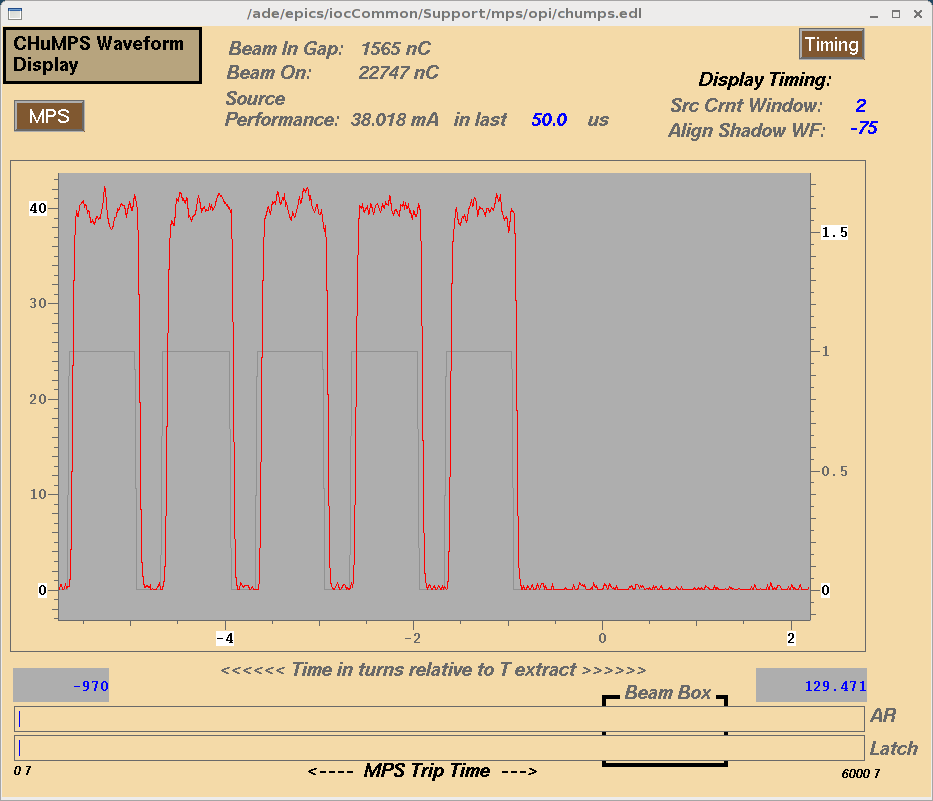 /ade/epics/iocCommon/Support/mps/opi/chumps.edl
CHuMPS Waveform
Display
Beam In Gap: 1565 nC
Beam On: 22747 nC
Source
Performance: 38.018 mA in last 50.0 us
Timing
Display Timing:
Src Crnt Window: 2
Align Shadow WF: -75
MPS
40
30
20
10
0
1.5
1
0.5
0
-4
-2
0
2
<<<<<< Time in turns relative to T extract >>>>>>
-970
129.471
Beam Box
AR
Latch
0 7
<---- MPS Trip Time --->
6000 7